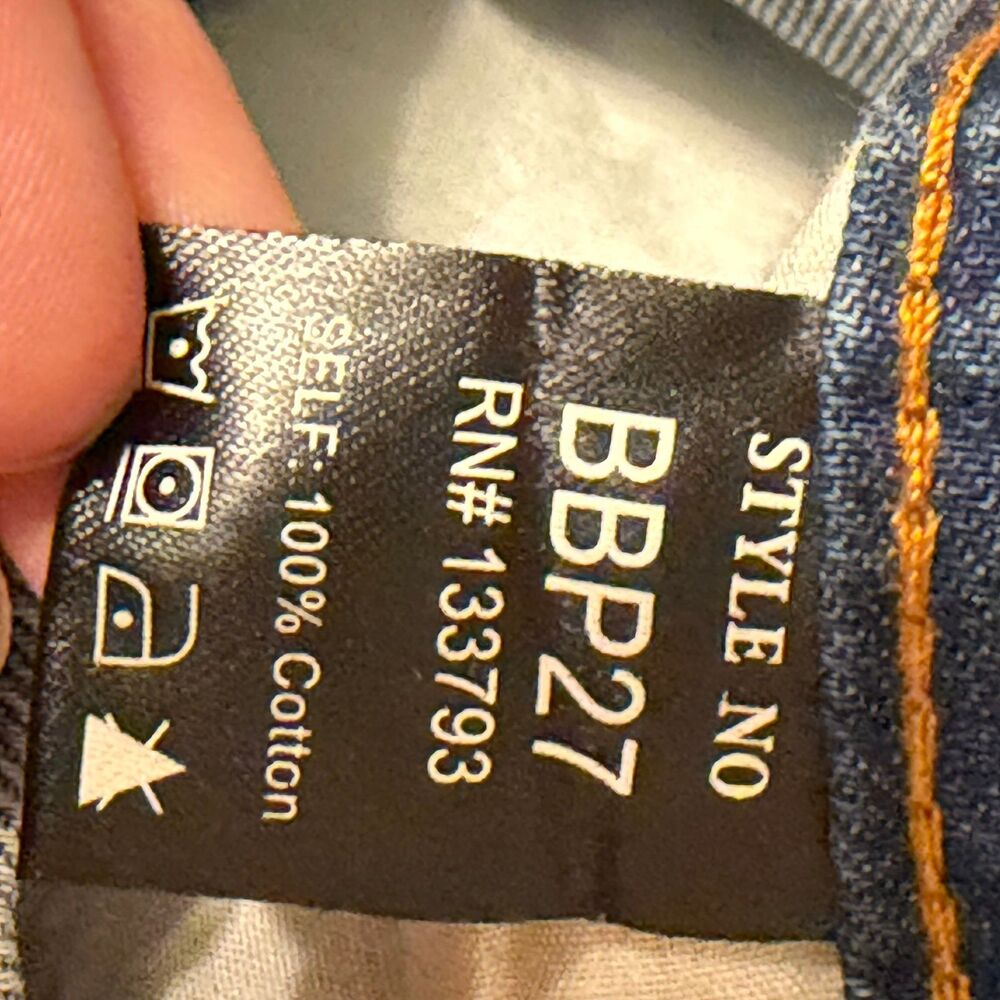 STYLE NO
BBP27
RN# 133793
SELF: 100% Cotton